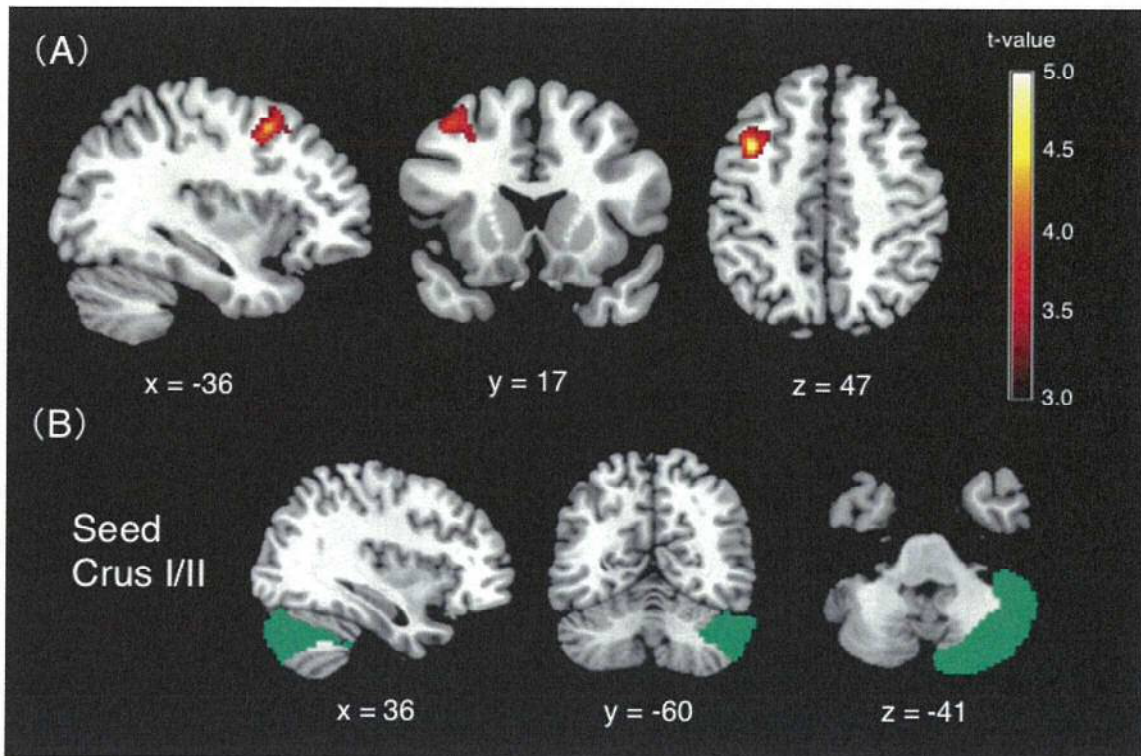 (A)
t-value
5.0
4.5
4.0
3.5
3.0
x = -36
y = 17
z = 47
(B)
Seed
Crus I/II
x = 36
y = -60
z = -41